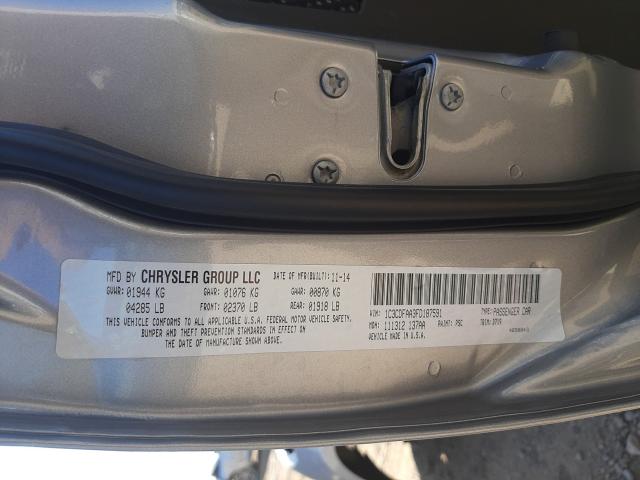 MFD BY CHRYSLER GROUP LLC DATE OF MFR(BUILT): 11-14
GVWR: 01944 KG GAWR: 01076 KG GAWR: 00870 KG
04285 LB FRONT: 02370 LB REAR: 01918 LB
THIS VEHICLE CONFORMS TO ALL APPLICABLE U.S.A. FEDERAL MOTOR VEHICLE SAFETY,
BUMPER AND THEFT PREVENTION STANDARDS IN EFFECT ON
THE DATE OF MANUFACTURE SHOWN ABOVE.
VIN: 1C3CDFAA9FD187591 TYPE: PASSENGER CAR
MDH: 111312 137AA PAINT: PSC TRIM:
VEHICLE MADE IN U.S.A.